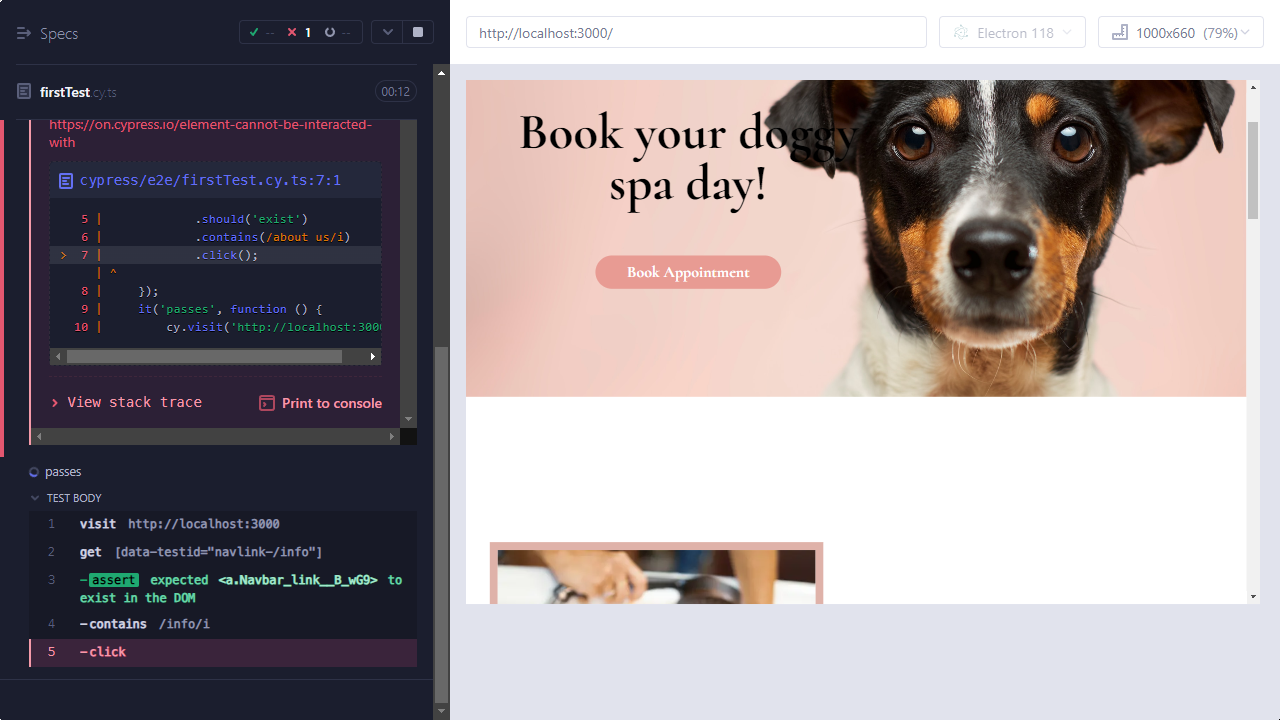 Specs
-- 1 --
http://localhost:3000/
Electron 118
1000x660 (79%)
firstTest.cy.ts
00:12
https://on.cypress.io/element-cannot-be-interacted-
with
cypress/e2e/firstTest.cy.ts:7:1
5 | .should('exist')
6 | .contains(/about us/i)
> 7 | .click();
| ^
8 | });
9 | it('passes', function () {
10 | cy.visit('http://localhost:300
View stack trace
Print to console
passes
TEST BODY
1 visit http://localhost:3000
2 get [data-testid="navlink-/info"]
3 -assert expected <a.Navbar_link__B_wG9> to
exist in the DOM
4 -contains /info/i
5 -click
Book your doggy
spa day!
Book Appointment